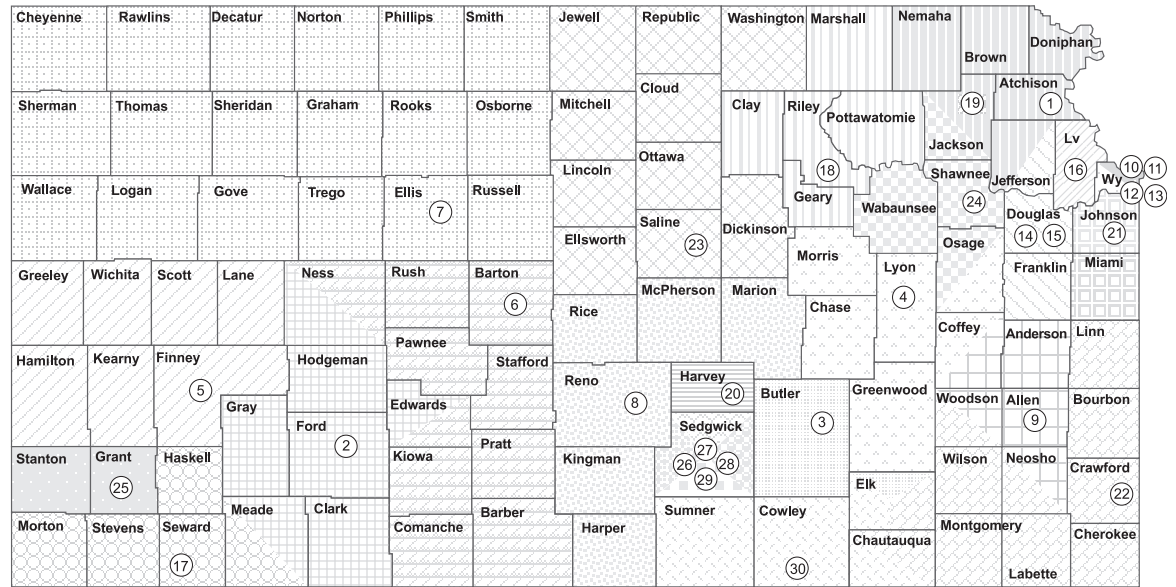 Cheyenne Rawlins Decatur Norton Phillips Smith Jewell Republic Washington Marshall Nemaha Brown Doniphan
Sherman Thomas Sheridan Graham Rooks Osborne Mitchell Cloud Clay Riley Pottawatomie Jackson 19 Atchison 1
Wallace Logan Gove Trego Ellis 7 Russell Lincoln Ottawa 18 Geary Wabaunsee Shawnee 24 Jefferson Lv 16 Wy 10 11 12 13
Saline 23 Dickinson Douglas 14 15 Johnson 21
Greeley Wichita Scott Lane Ness Rush Barton 6 Ellsworth Morris Lyon 4 Osage Franklin Miami
Rice McPherson Marion Chase
Hamilton Kearny Finney 5 Hodgeman Pawnee Stafford Coffey Anderson Linn
Gray Ford 2 Edwards Reno 8 Harvey 20 Butler 3 Greenwood Woodson Allen 9 Bourbon
Stanton Grant 25 Haskell Kiowa Pratt Kingman Sedgwick 27 26 28 29 Elk Wilson Neosho Crawford 22
Morton Stevens Seward 17 Meade Clark Comanche Barber Harper Sumner Cowley 30 Chautauqua Montgomery Labette Cherokee